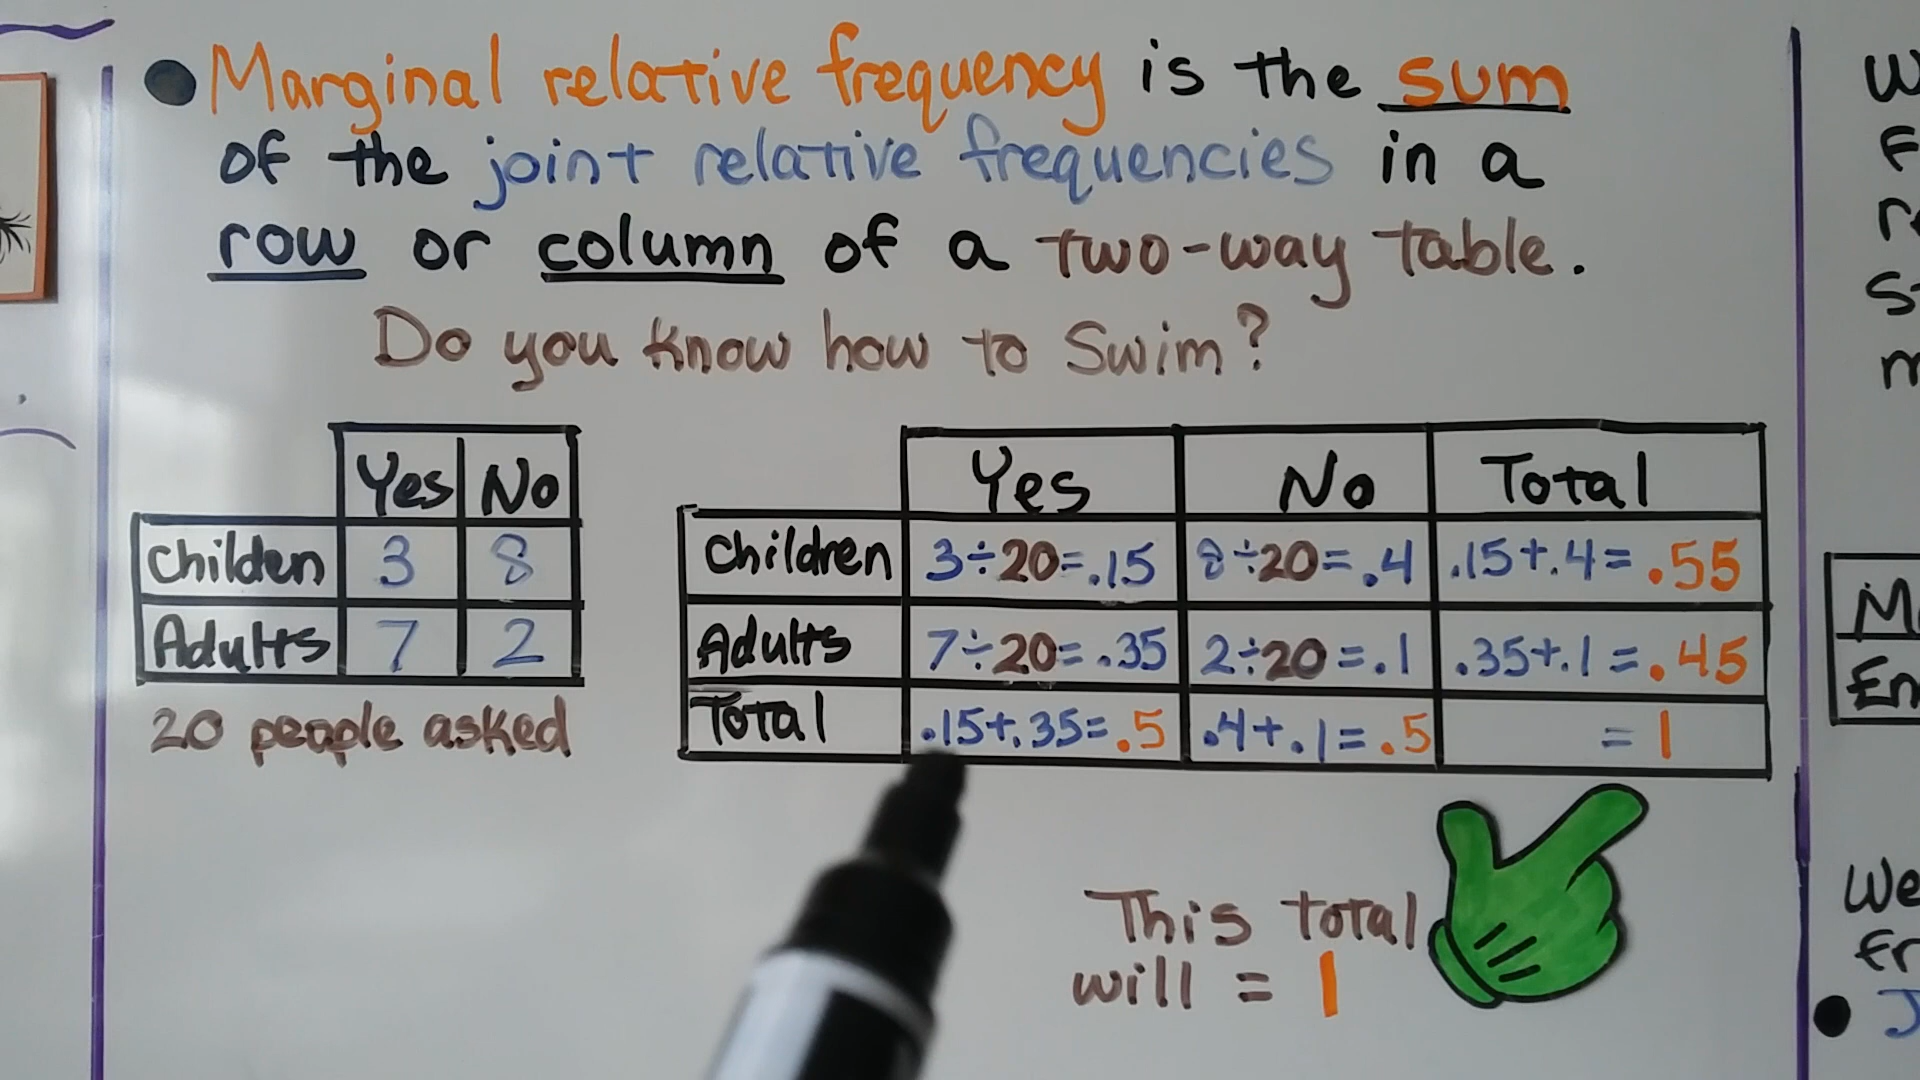 Marginal relative frequency is the sum
of the joint relative frequencies in a
row or column of a two-way table.
Do you know how to Swim?
Yes No
Childen 3 8
Adults 7 2
20 people asked
Yes No Total
Children 3÷20=.15 8÷20=.4 .15+.4=.55
Adults 7÷20=.35 2÷20=.1 .35+.1=.45
Total .15+.35=.5 .4+.1=.5 =1
This total
will = 1
We